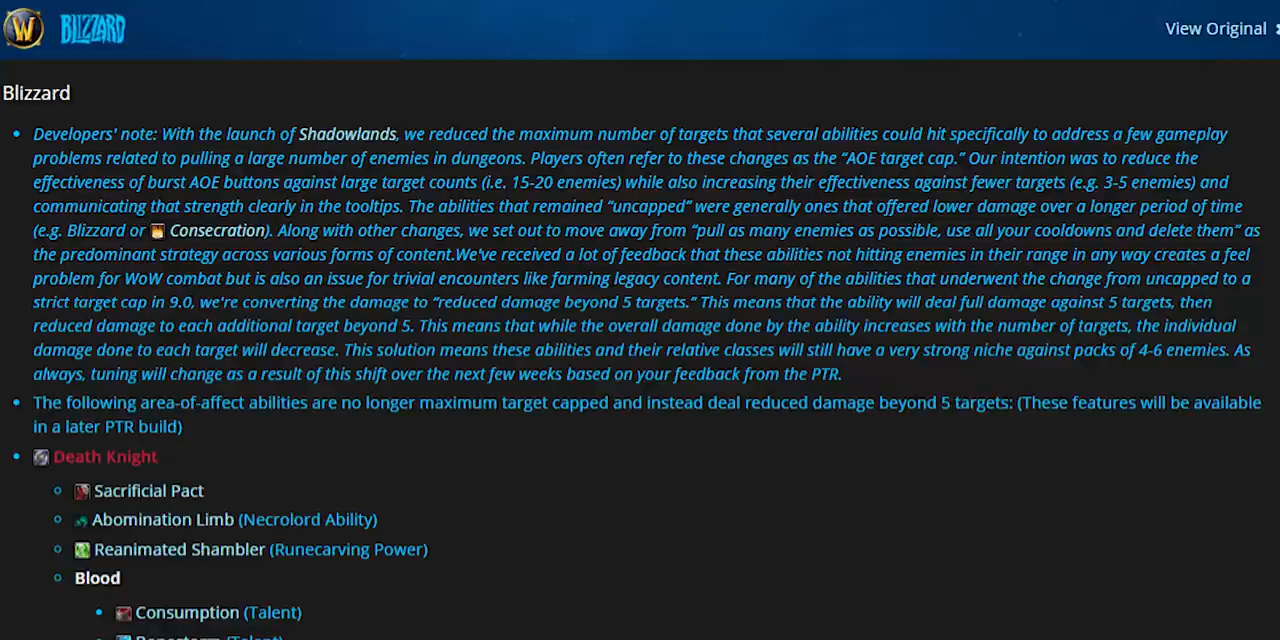 W BLIZZARD View Original
Blizzard
Developers' note: With the launch of Shadowlands, we reduced the maximum number of targets that several abilities could hit specifically to address a few gameplay
problems related to pulling a large number of enemies in dungeons. Players often refer to these changes as the “AOE target cap.” Our intention was to reduce the
effectiveness of burst AOE buttons against large target counts (i.e. 15-20 enemies) while also increasing their effectiveness against fewer targets (e.g. 3-5 enemies) and
communicating that strength clearly in the tooltips. The abilities that remained “uncapped” were generally ones that offered lower damage over a longer period of time
(e.g. Blizzard or Consecration). Along with other changes, we set out to move away from “pull as many enemies as possible, use all your cooldowns and delete them” as
the predominant strategy across various forms of content.We've received a lot of feedback that these abilities not hitting enemies in their range in any way creates a feel
problem for WoW combat but is also an issue for trivial encounters like farming legacy content. For many of the abilities that underwent the change from uncapped to a
strict target cap in 9.0, we're converting the damage to “reduced damage beyond 5 targets.” This means that the ability will deal full damage against 5 targets, then
reduced damage to each additional target beyond 5. This means that while the overall damage done by the ability increases with the number of targets, the individual
damage done to each target will decrease. This solution means these abilities and their relative classes will still have a very strong niche against packs of 4-6 enemies. As
always, tuning will change as a result of this shift over the next few weeks based on your feedback from the PTR.
The following area-of-affect abilities are no longer maximum target capped and instead deal reduced damage beyond 5 targets: (These features will be available
in a later PTR build)
Death Knight
Sacrificial Pact
Abomination Limb (Necrolord Ability)
Reanimated Shambler (Runecarving Power)
Blood
Consumption (Talent)